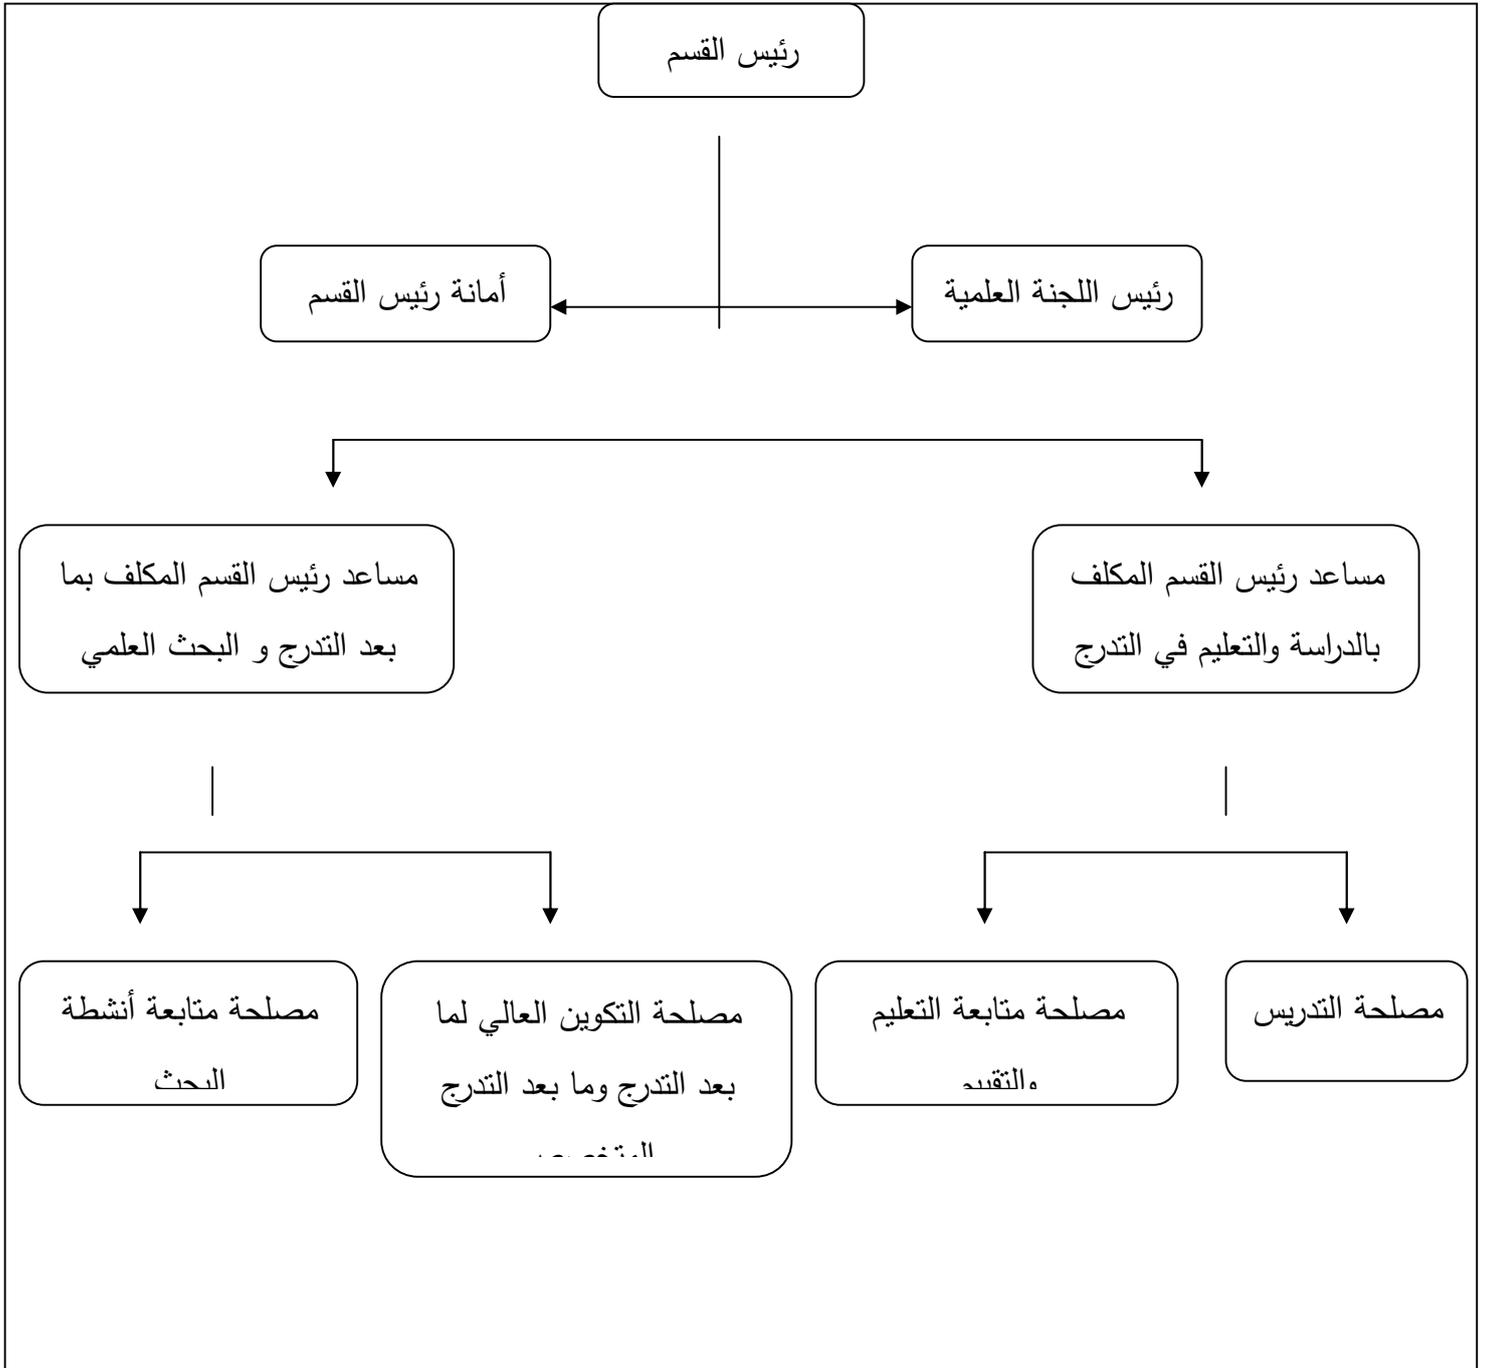 رئيس القسم
رئيس اللجنة العلمية
أمانة رئيس القسم
مساعد رئيس القسم المكلف
بالدراسة والتعليم في التدرج
مساعد رئيس القسم المكلف بما
بعد التدرج و البحث العلمي
مصلحة التدريس
مصلحة متابعة التعليم
والتقييم
مصلحة التكوين العالي لما
بعد التدرج وما بعد التدرج
المتخصص
مصلحة متابعة أنشطة
البحث